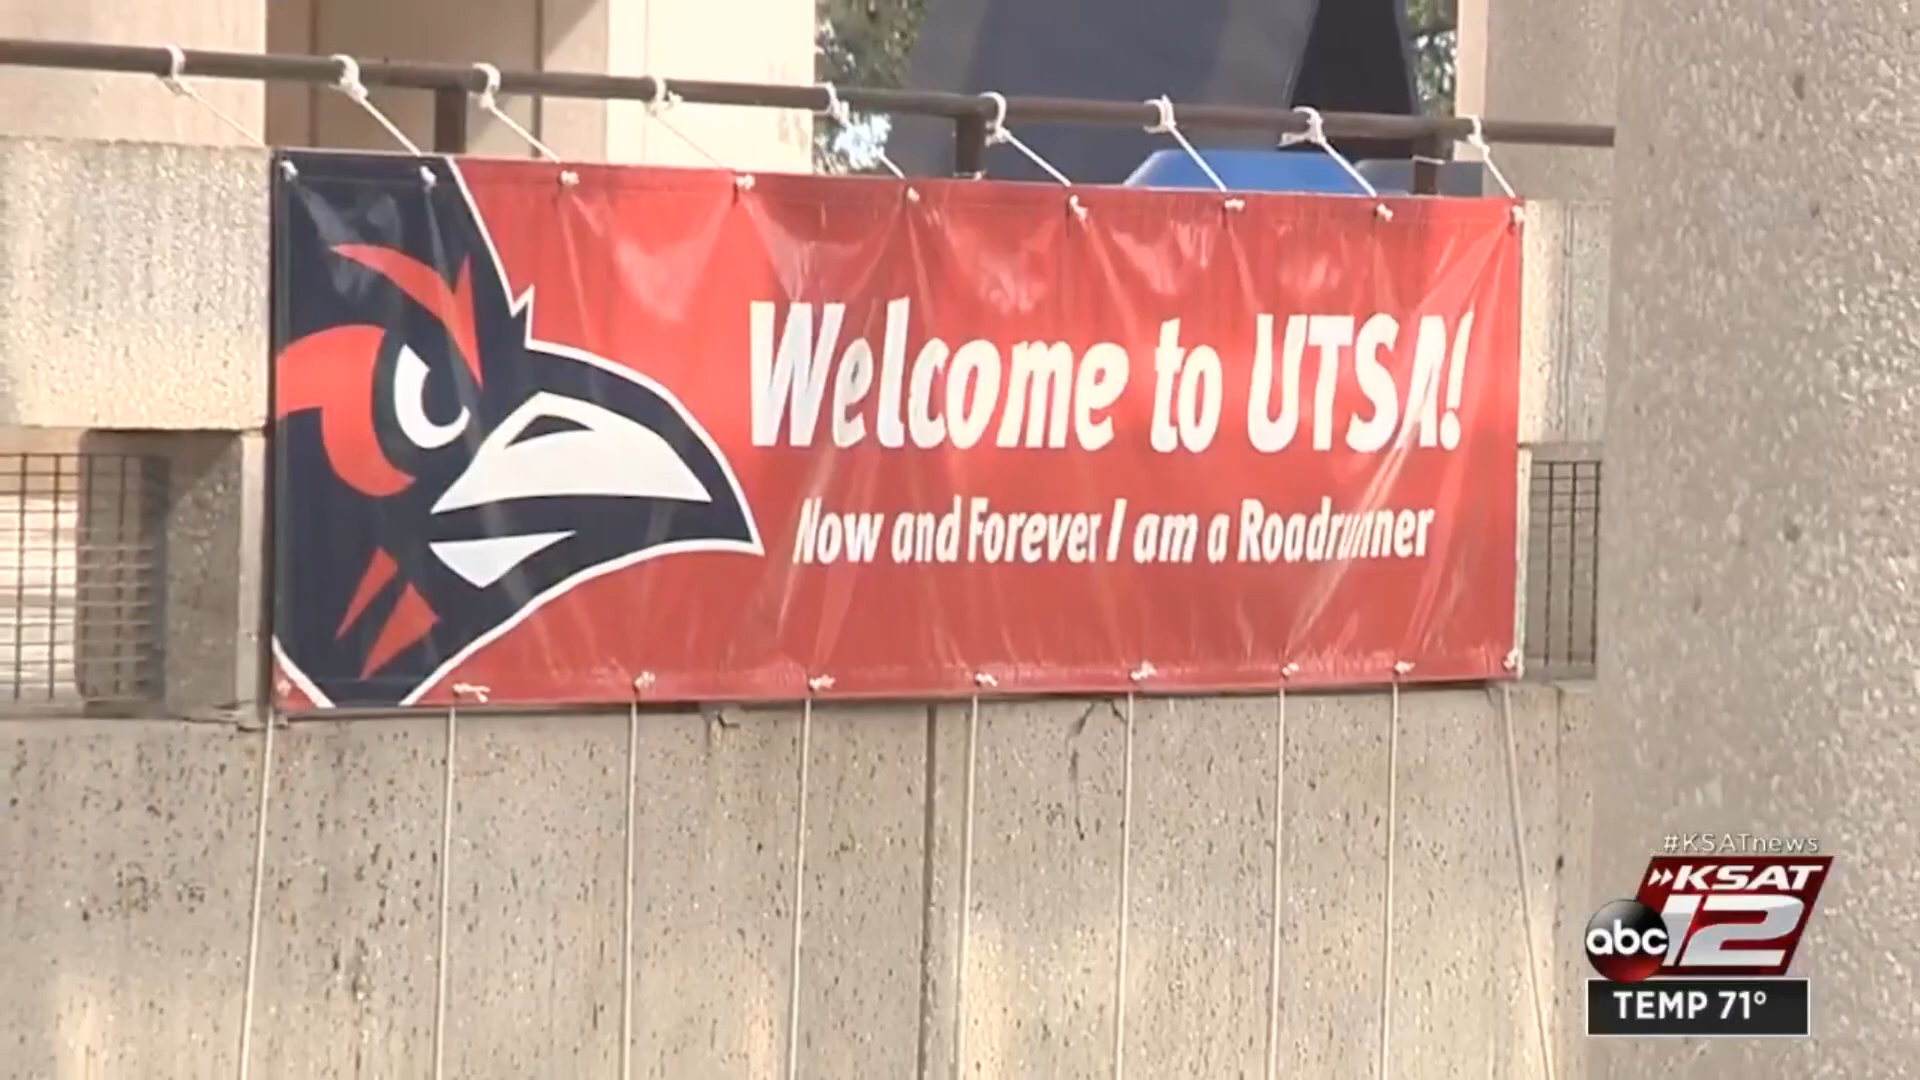 Welcome to UTSA!
Now and Forever I am a Roadrunner
#KSATnews
KSAT
abc 12
TEMP 71°